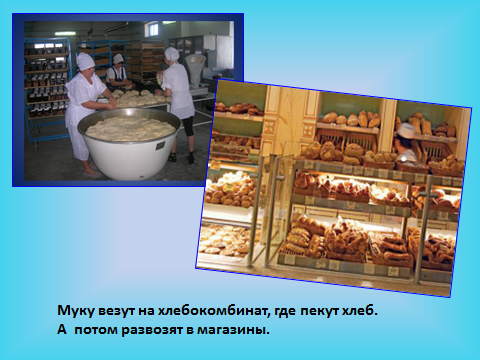 Муку везут на хлебокомбинат, где пекут хлеб.
А потом развозят в магазины.